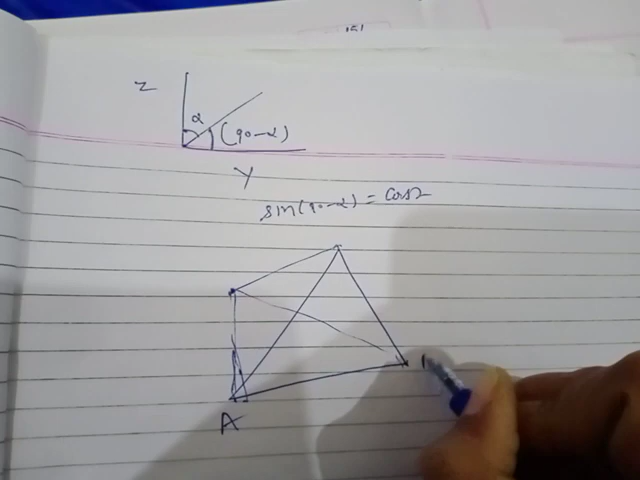 Z
α
(90-α)
Y
sin(90-α) = cosα
A